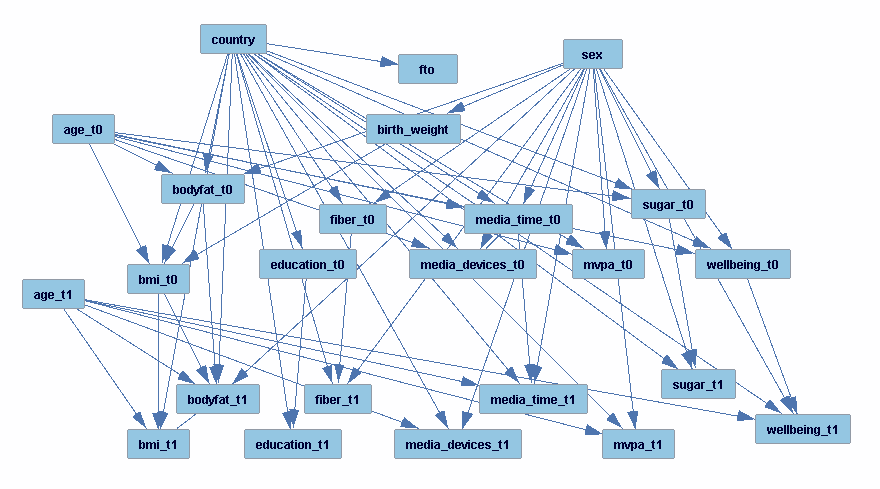 country
sex
fto
age_t0
birth_weight
bodyfat_t0
sugar_t0
fiber_t0
media_time_t0
education_t0
media_devices_t0
mvpa_t0
wellbeing_t0
bmi_t0
age_t1
sugar_t1
bodyfat_t1
fiber_t1
media_time_t1
wellbeing_t1
bmi_t1
education_t1
media_devices_t1
mvpa_t1